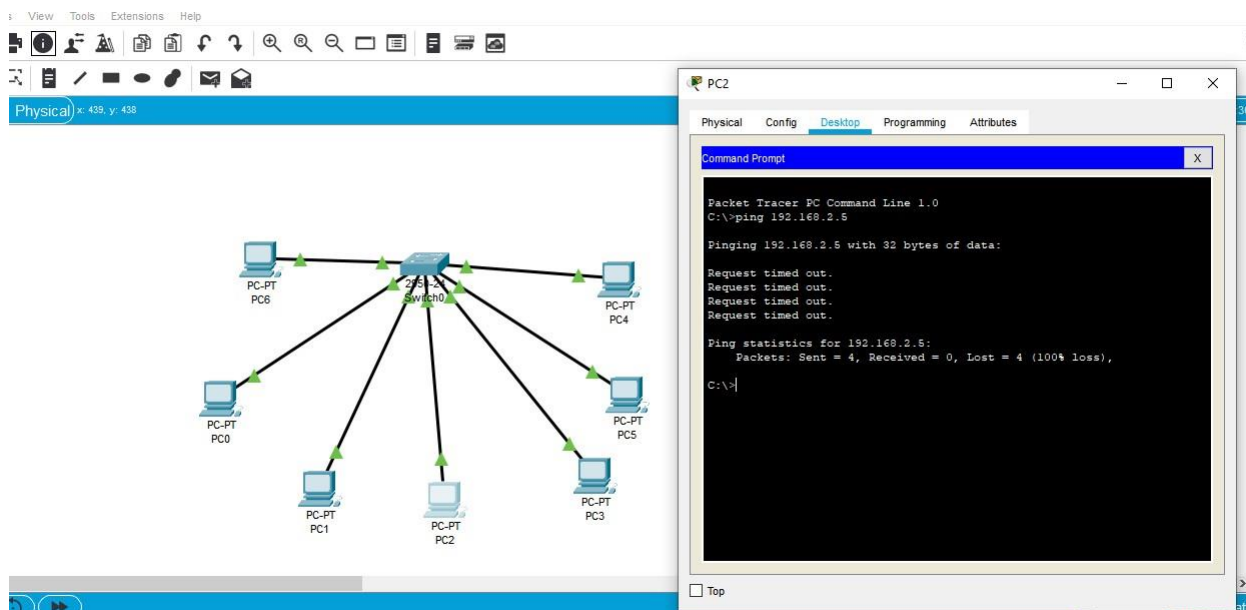 View Tools Extensions Help
Physical x: 439, y: 438
PC-PT
PC6
Switch0
PC-PT
PC4
PC-PT
PC0
PC-PT
PC5
PC-PT
PC1
PC-PT
PC2
PC-PT
PC3
PC2
Physical Config Desktop Programming Attributes
Command Prompt X
Packet Tracer PC Command Line 1.0
C:\>ping 192.168.2.5
Pinging 192.168.2.5 with 32 bytes of data:
Request timed out.
Request timed out.
Request timed out.
Request timed out.
Ping statistics for 192.168.2.5:
Packets: Sent = 4, Received = 0, Lost = 4 (100% loss),
C:\>
Top